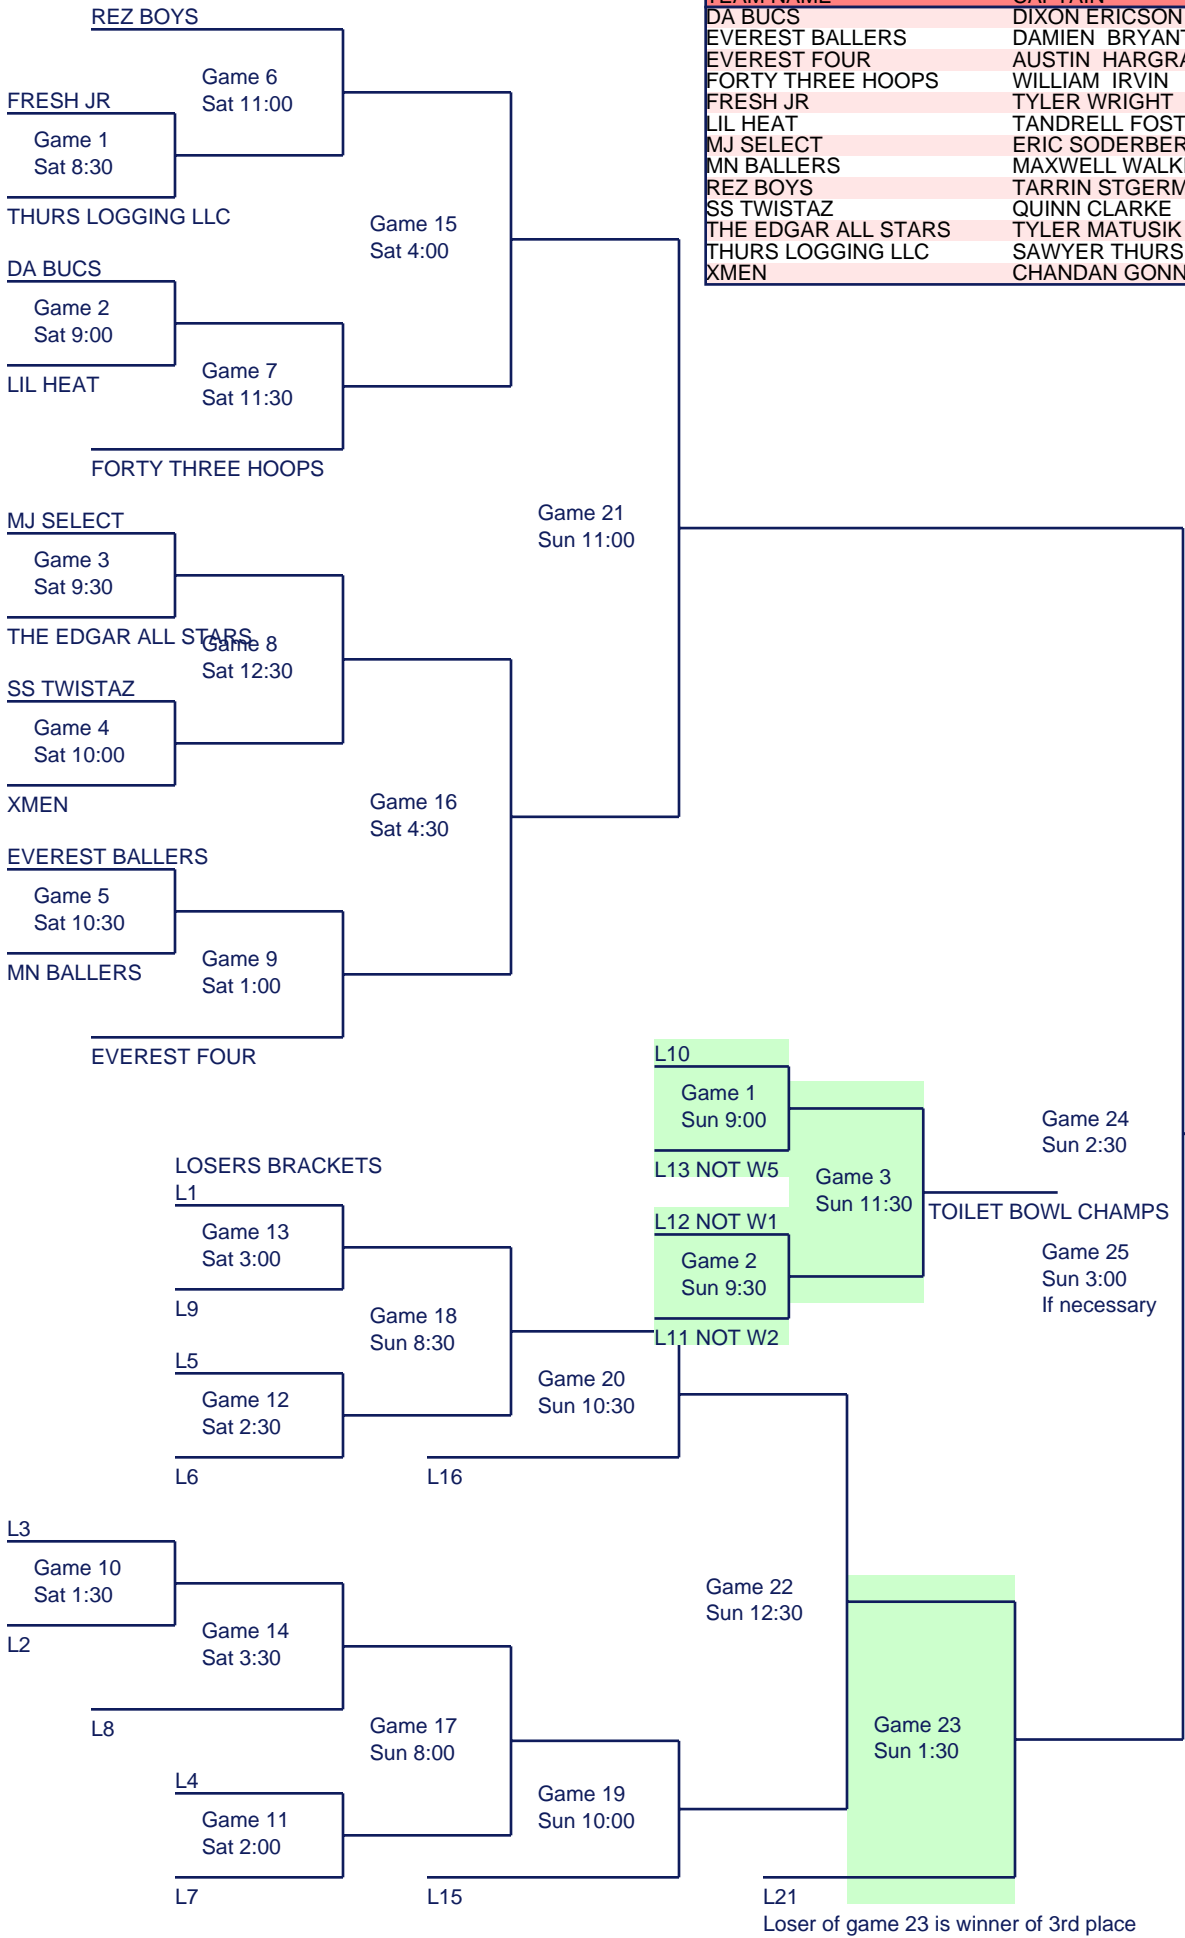 REZ BOYS
Game 6
Sat 11:00
FRESH JR
Game 1
Sat 8:30
THURS LOGGING LLC
Game 15
Sat 4:00
DA BUCS
Game 2
Sat 9:00
LIL HEAT
Game 7
Sat 11:30
FORTY THREE HOOPS
TEAM NAME CAPTAIN
DA BUCS DIXON ERICSON
EVEREST BALLERS DAMIEN BRYANT
EVEREST FOUR AUSTIN HARGRA
FORTY THREE HOOPS WILLIAM IRVIN
FRESH JR TYLER WRIGHT
LIL HEAT TANDRELL FOST
MJ SELECT ERIC SODERBER
MN BALLERS MAXWELL WALK
REZ BOYS TARRIN STGERM
SS TWISTAZ QUINN CLARKE
THE EDGAR ALL STARS TYLER MATUSIK
THURS LOGGING LLC SAWYER THURS
XMEN CHANDAN GONN
MJ SELECT
Game 3
Sat 9:30
THE EDGAR ALL STARS
Game 8
Sat 12:30
SS TWISTAZ
Game 4
Sat 10:00
XMEN
Game 21
Sun 11:00
Game 16
Sat 4:30
EVEREST BALLERS
Game 5
Sat 10:30
MN BALLERS
Game 9
Sat 1:00
EVEREST FOUR
L10
Game 1
Sun 9:00
L13 NOT W5
Game 3
Sun 11:30
L12 NOT W1
Game 2
Sun 9:30
L11 NOT W2
TOILET BOWL CHAMPS
Game 24
Sun 2:30
Game 25
Sun 3:00
If necessary
LOSERS BRACKETS
L1
Game 13
Sat 3:00
L9
Game 18
Sun 8:30
L5
Game 12
Sat 2:30
L6
Game 20
Sun 10:30
L16
L3
Game 10
Sat 1:30
L2
Game 14
Sat 3:30
L8
Game 17
Sun 8:00
L4
Game 11
Sat 2:00
L7
Game 19
Sun 10:00
L15
Game 22
Sun 12:30
Game 23
Sun 1:30
L21
Loser of game 23 is winner of 3rd place